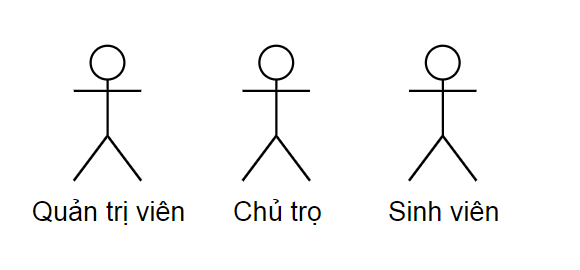 Quản trị viên
Chủ trọ
Sinh viên